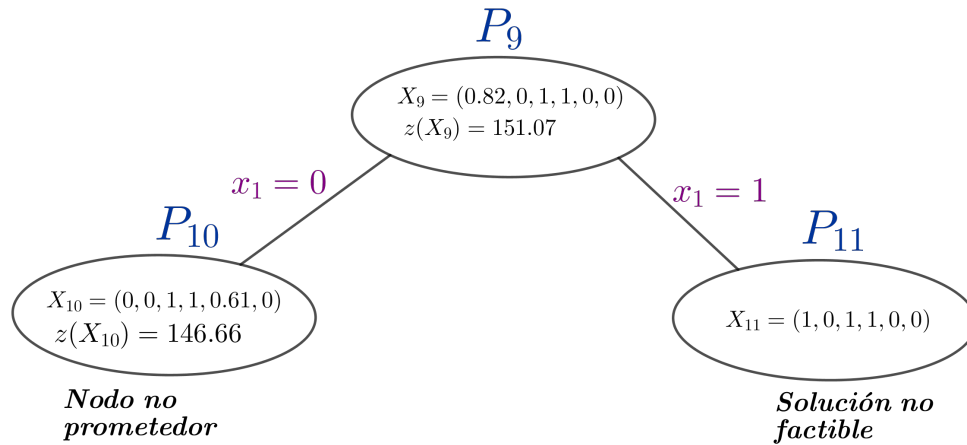 P₉
X₉ = (0.82, 0, 1, 1, 0, 0)
z(X₉) = 151.07
x₁ = 0
x₁ = 1
P₁₀
P₁₁
X₁₀ = (0, 0, 1, 1, 0.61, 0)
z(X₁₀) = 146.66
X₁₁ = (1, 0, 1, 1, 0, 0)
Nodo no
prometedor
Solución no
factible